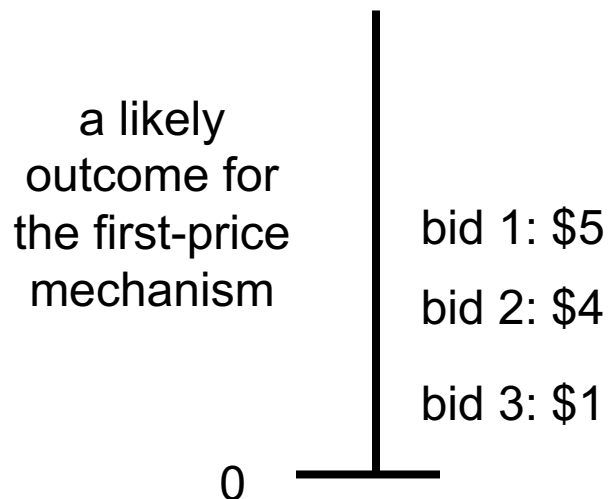 a likely
outcome for
the first-price
mechanism
bid 1: $5
bid 2: $4
bid 3: $1
0